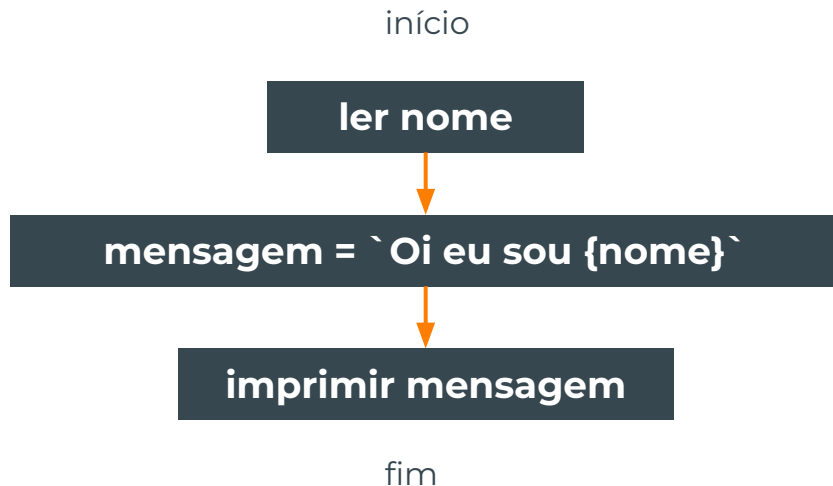 início
ler nome
mensagem = `Oi eu sou {nome}`
imprimir mensagem
fim